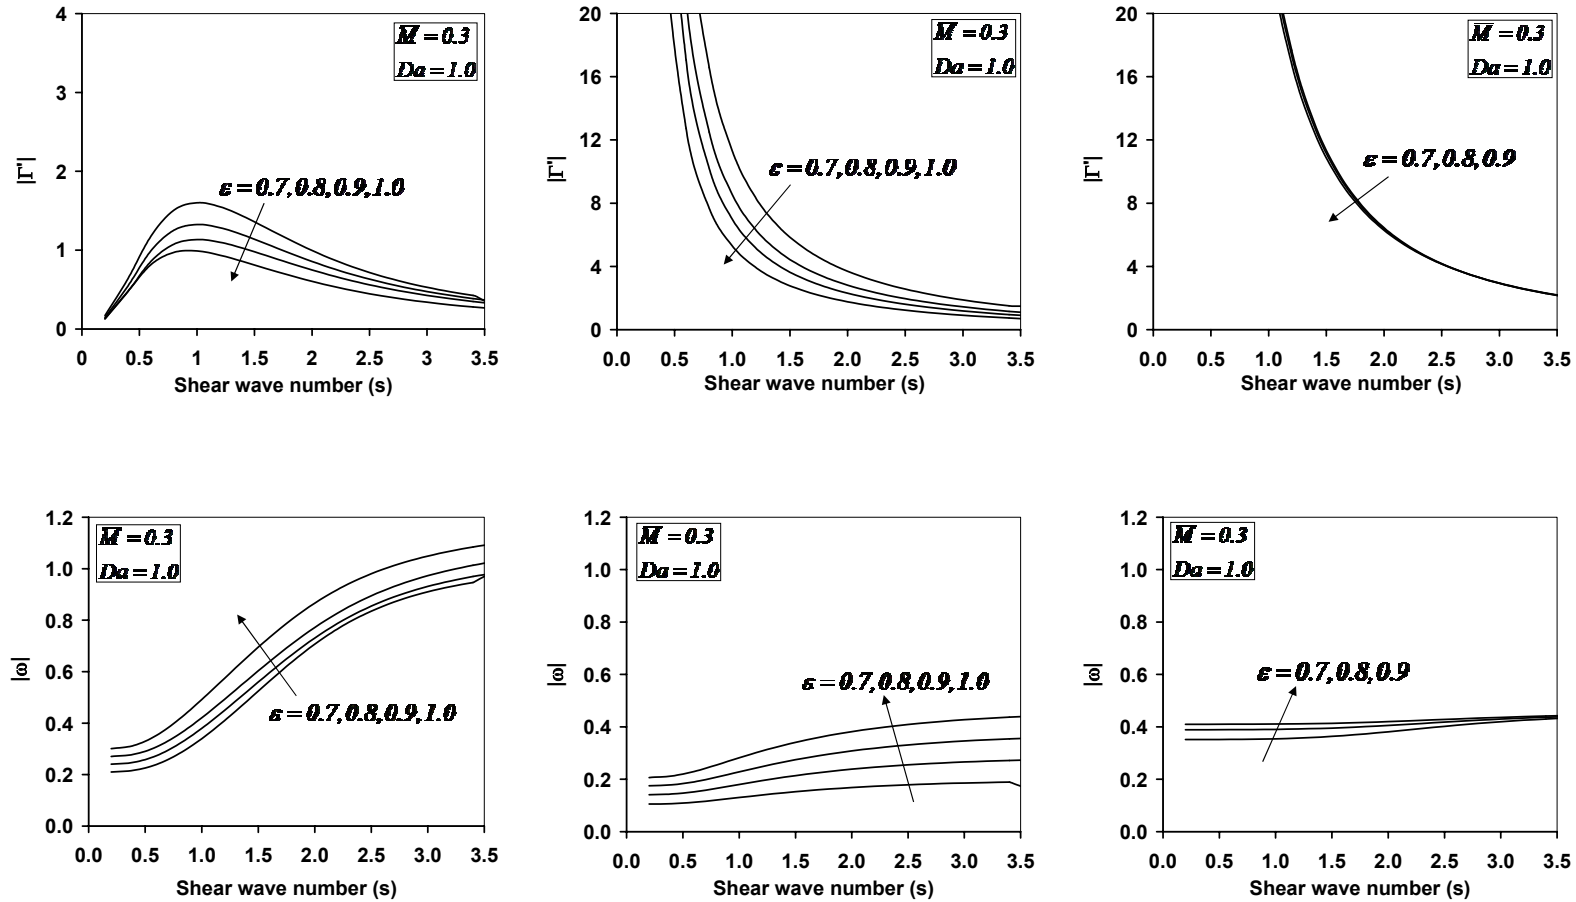 4
3
2
1
0
|Γ'|
M̅ = 0.3
Da = 1.0
ε = 0.7, 0.8, 0.9, 1.0
0 0.5 1 1.5 2 2.5 3 3.5
Shear wave number (s)
20
16
12
8
4
0
|Γ'|
M̅ = 0.3
Da = 1.0
ε = 0.7, 0.8, 0.9, 1.0
0.0 0.5 1.0 1.5 2.0 2.5 3.0 3.5
Shear wave number (s)
20
16
12
8
4
0
|Γ'|
M̅ = 0.3
Da = 1.0
ε = 0.7, 0.8, 0.9
0.0 0.5 1.0 1.5 2.0 2.5 3.0 3.5
Shear wave number (s)
1.2
1.0
0.8
0.6
0.4
0.2
0.0
|ω|
M̅ = 0.3
Da = 1.0
ε = 0.7, 0.8, 0.9, 1.0
0.0 0.5 1.0 1.5 2.0 2.5 3.0 3.5
Shear wave number (s)
1.2
1.0
0.8
0.6
0.4
0.2
0.0
|ω|
M̅ = 0.3
Da = 1.0
ε = 0.7, 0.8, 0.9, 1.0
0.0 0.5 1.0 1.5 2.0 2.5 3.0 3.5
Shear wave number (s)
1.2
1.0
0.8
0.6
0.4
0.2
0.0
|ω|
M̅ = 0.3
Da = 1.0
ε = 0.7, 0.8, 0.9
0.0 0.5 1.0 1.5 2.0 2.5 3.0 3.5
Shear wave number (s)